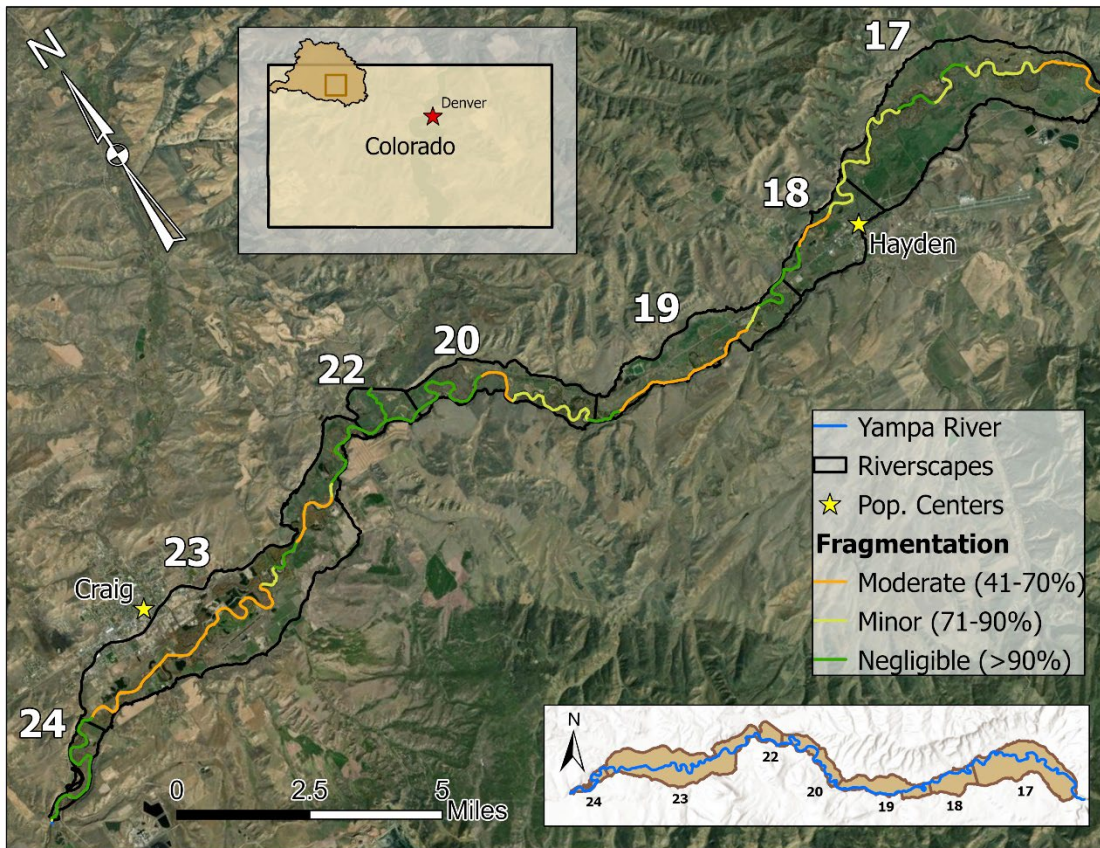 N
17
Denver
Colorado
18
Hayden
19
20
22
23
Craig
24
Yampa River
Riverscapes
Pop. Centers
Fragmentation
Moderate (41-70%)
Minor (71-90%)
Negligible (>90%)
0 2.5 5
Miles
N
22
24
23
20
19
18
17